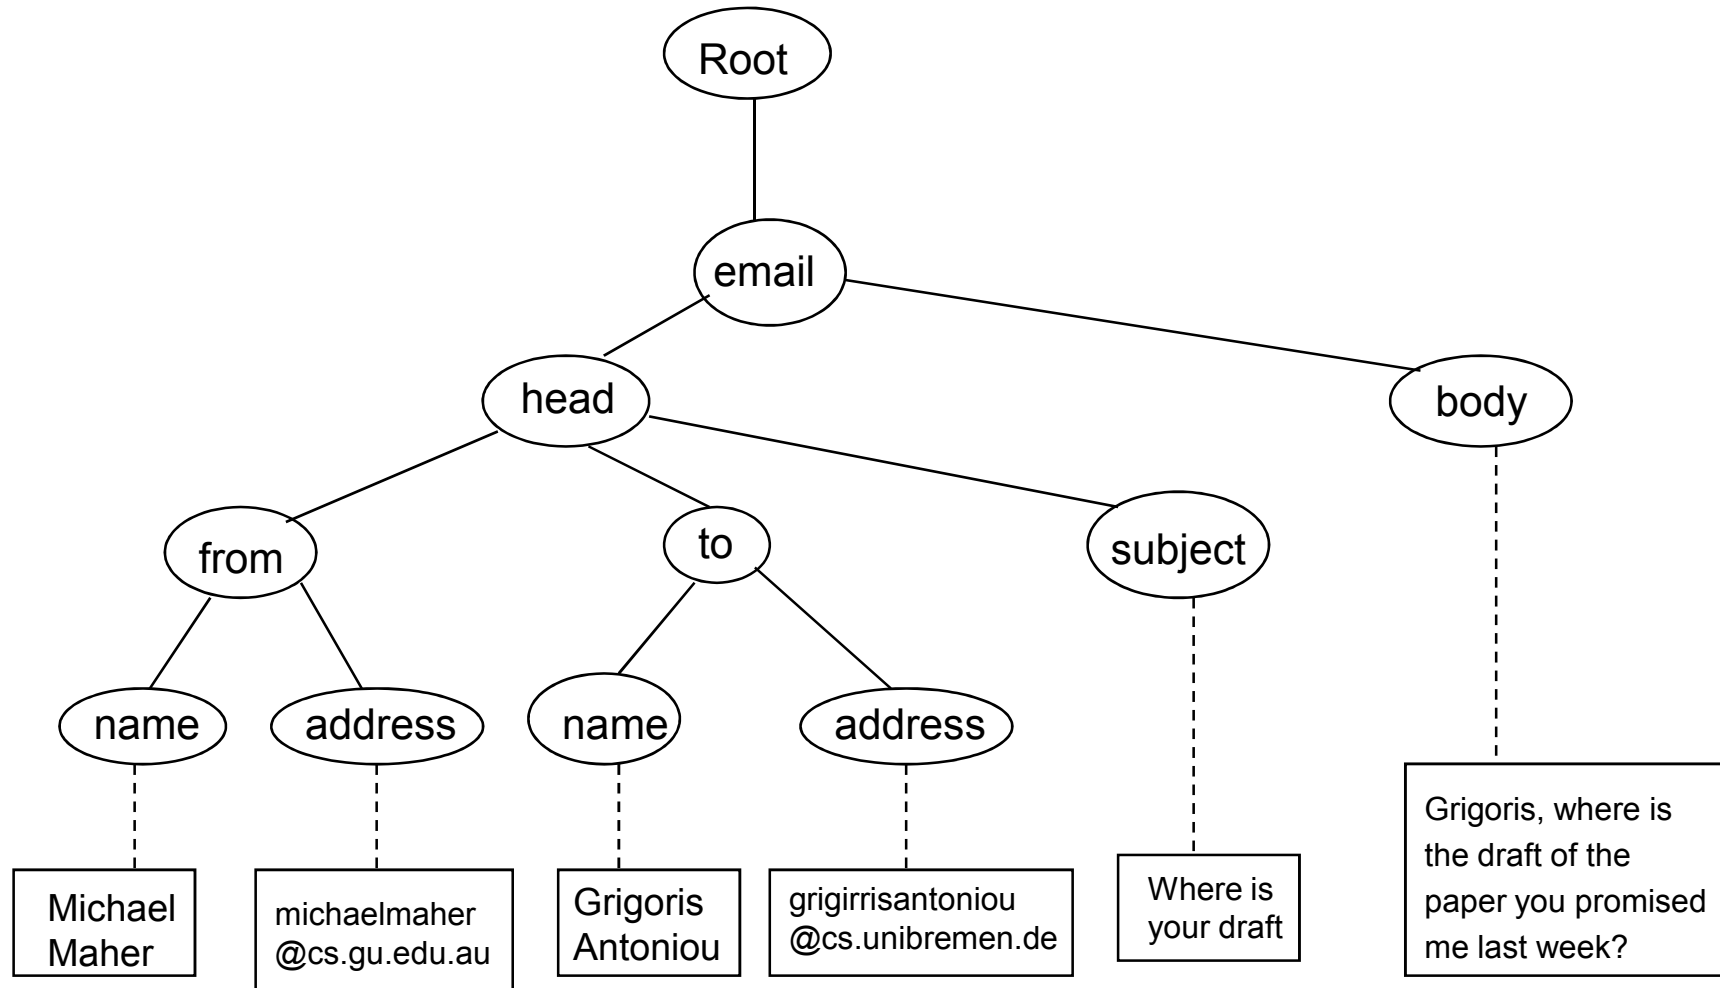 Root
email
head
body
from
to
subject
name
address
name
address
Michael
Maher
michaelmaher
@cs.gu.edu.au
Grigoris
Antoniou
grigirrisantoniou
@cs.unibremen.de
Where is
your draft
Grigoris, where is
the draft of the
paper you promised
me last week?